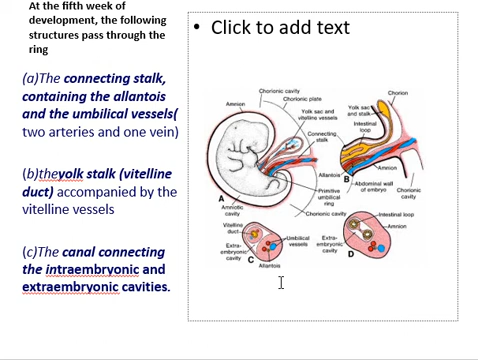 At the fifth week of
development, the following
structures pass through the
ring
(a)The connecting stalk,
containing the allantois
and the umbilical vessels(
two arteries and one vein)
(b)theyolk stalk (vitelline
duct) accompanied by the
vitelline vessels
(c)The canal connecting
the intraembryonic and
extraembryonic cavities.
• Click to add text
Chorionic cavity
Chorionic plate
Amnion
Yolk sac and
vitelline vessels
Connecting
stalk
Allantois
Primitive
umbilical
ring
A
Amniotic
cavity
Chorionic cavity
Chorion
Yolk sac
and stalk
Intestinal
loop
Amnion
B
Abdominal wall
of embryo
Chorionic
cavity
Vitelline
duct
Umbilical
vessels
Extra-
embryonic
cavity
C
Allantois
Intestinal loop
Amnion
Extra-
embryonic
cavity
D